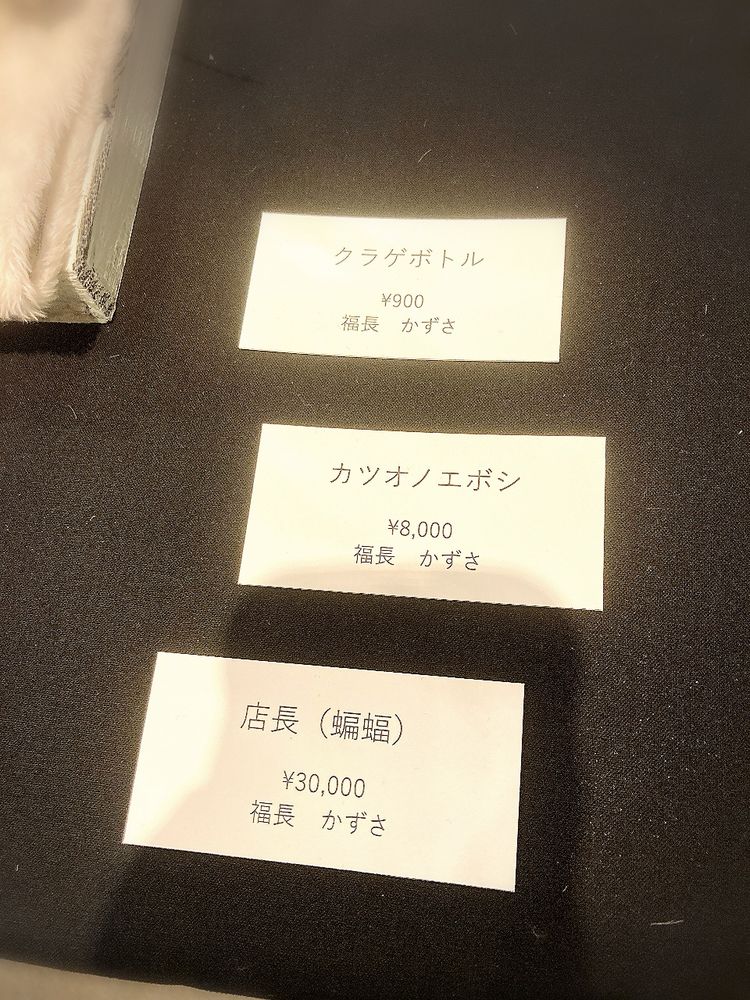 クラゲボトル
¥900
福長　かずさ
カツオノエボシ
¥8,000
福長　かずさ
店長（蝙蝠）
¥30,000
福長　かずさ